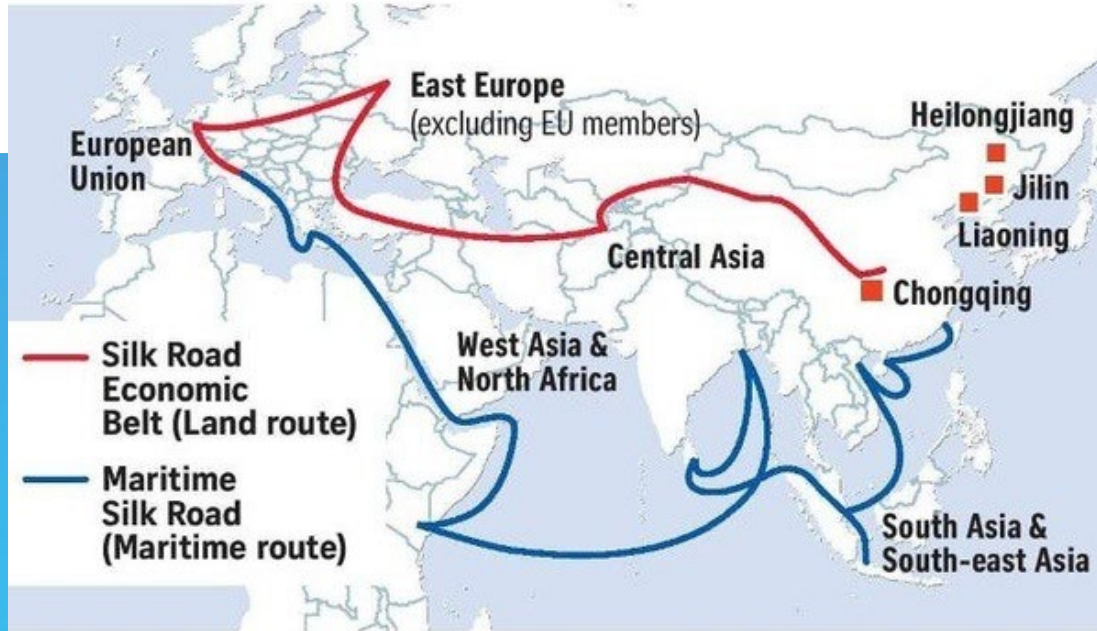 East Europe
(excluding EU members)
European
Union
Heilongjiang
Jilin
Liaoning
Central Asia
Chongqing
West Asia &
North Africa
South Asia &
South-east Asia
Silk Road
Economic
Belt (Land route)
Maritime
Silk Road
(Maritime route)